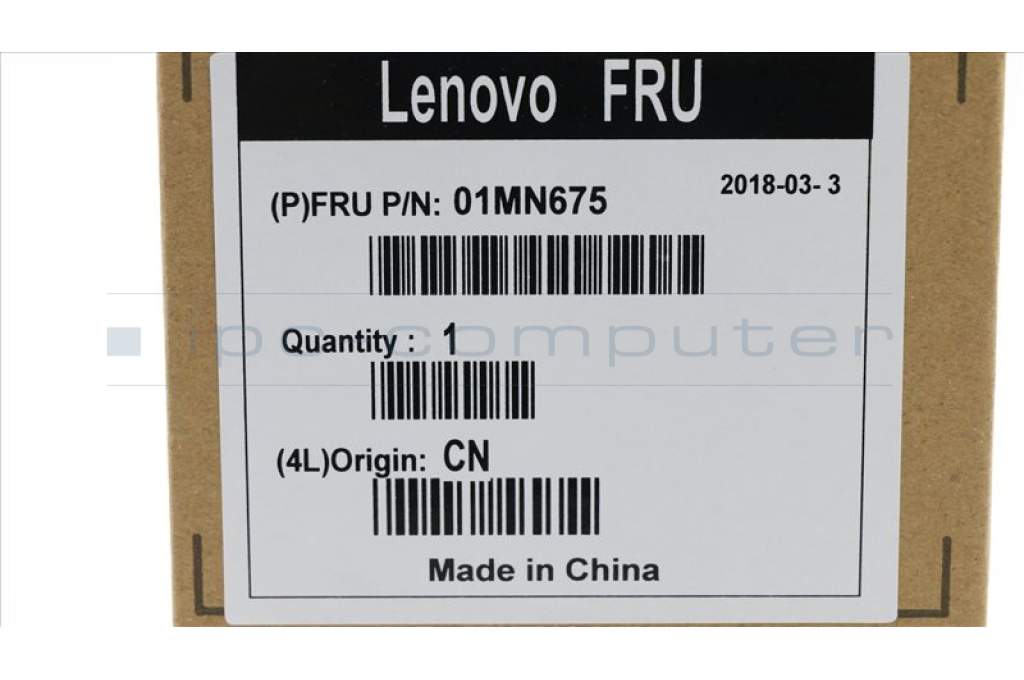 Lenovo FRU
2018-03- 3
(P)FRU P/N: 01MN675
ipc computer
Quantity : 1
(4L)Origin: CN
Made in China